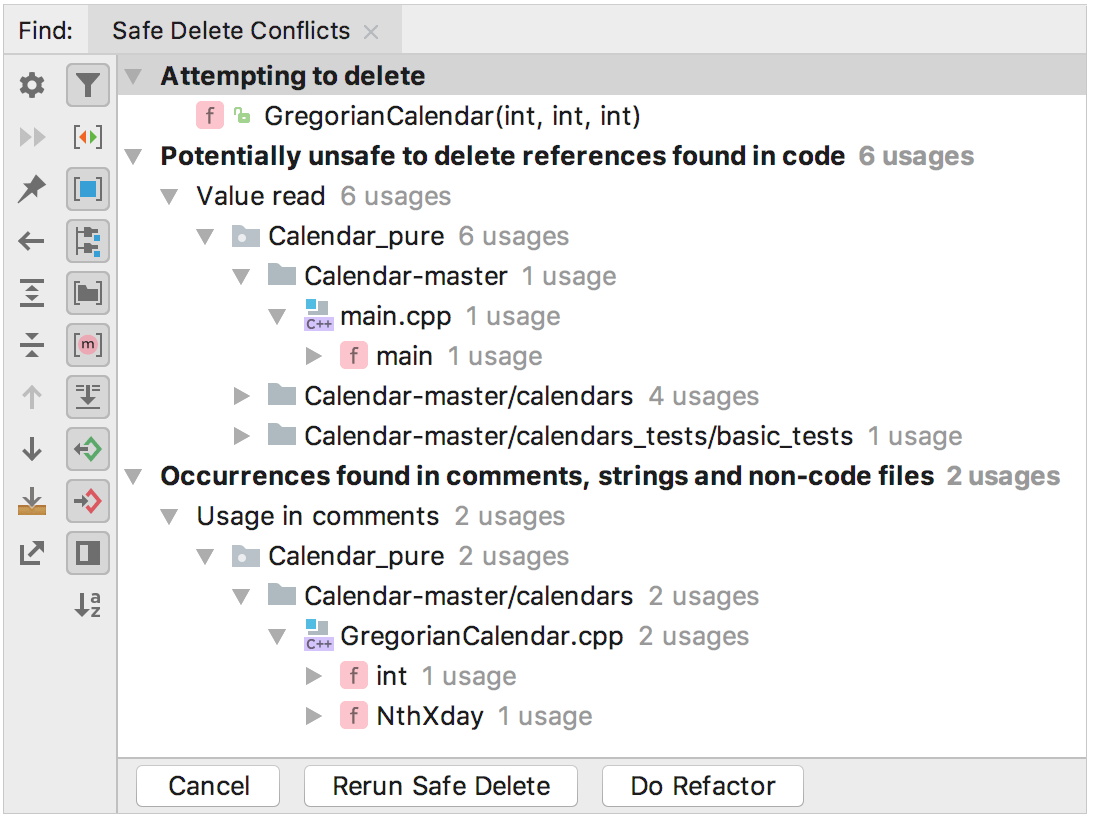 Find: Safe Delete Conflicts
Attempting to delete
f GregorianCalendar(int, int, int)
Potentially unsafe to delete references found in code 6 usages
Value read 6 usages
Calendar_pure 6 usages
Calendar-master 1 usage
C++ main.cpp 1 usage
f main 1 usage
Calendar-master/calendars 4 usages
Calendar-master/calendars_tests/basic_tests 1 usage
Occurrences found in comments, strings and non-code files 2 usages
Usage in comments 2 usages
Calendar_pure 2 usages
Calendar-master/calendars 2 usages
C++ GregorianCalendar.cpp 2 usages
f int 1 usage
f NthXday 1 usage
m
a
z
Cancel Rerun Safe Delete Do Refactor